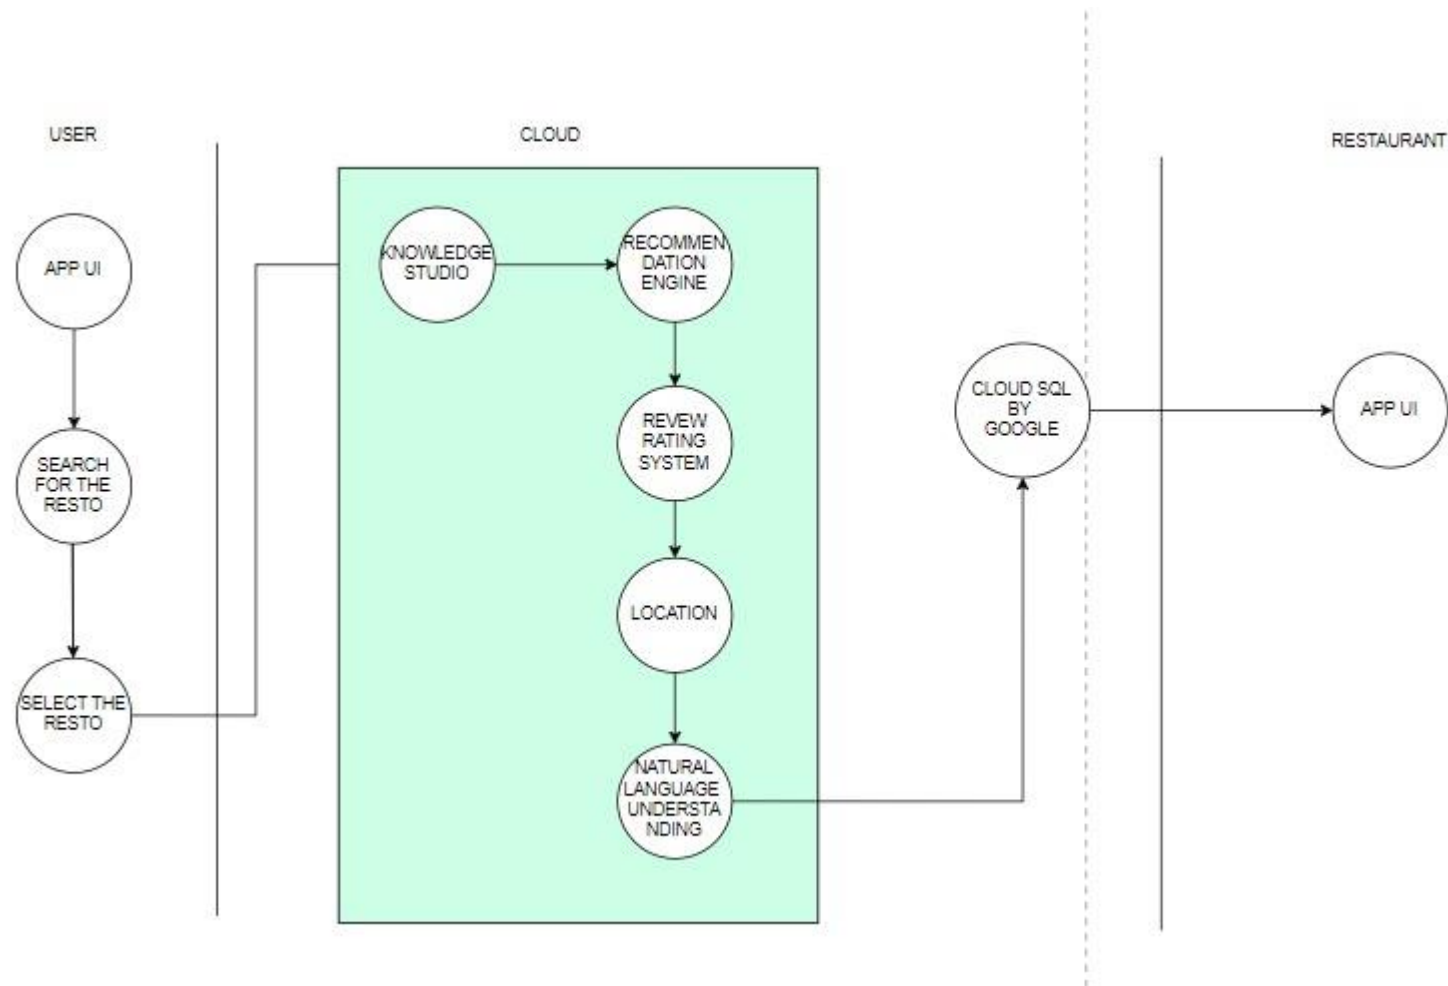 USER
CLOUD
RESTAURANT
APP UI
SEARCH
FOR THE
RESTO
SELECT THE
RESTO
KNOWLEDGE
STUDIO
RECOMMEN
DATION
ENGINE
REVEW
RATING
SYSTEM
LOCATION
NATURAL
LANGUAGE
UNDERSTA
NDING
CLOUD SQL
BY
GOOGLE
APP UI